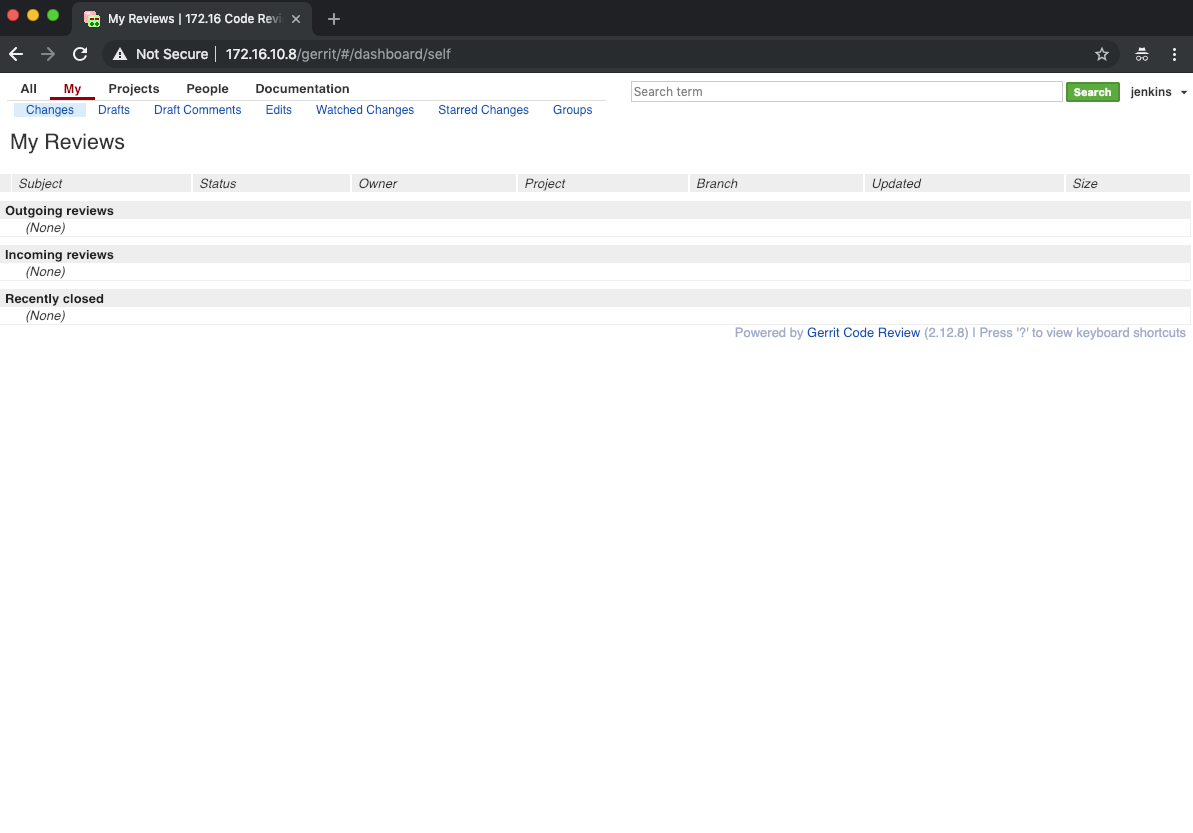 My Reviews | 172.16 Code Revi
Not Secure | 172.16.10.8/gerrit/#/dashboard/self
All My Projects People Documentation
Search term Search jenkins
Changes Drafts Draft Comments Edits Watched Changes Starred Changes Groups
My Reviews
Subject Status Owner Project Branch Updated Size
Outgoing reviews
(None)
Incoming reviews
(None)
Recently closed
(None)
Powered by Gerrit Code Review (2.12.8) | Press '?' to view keyboard shortcuts